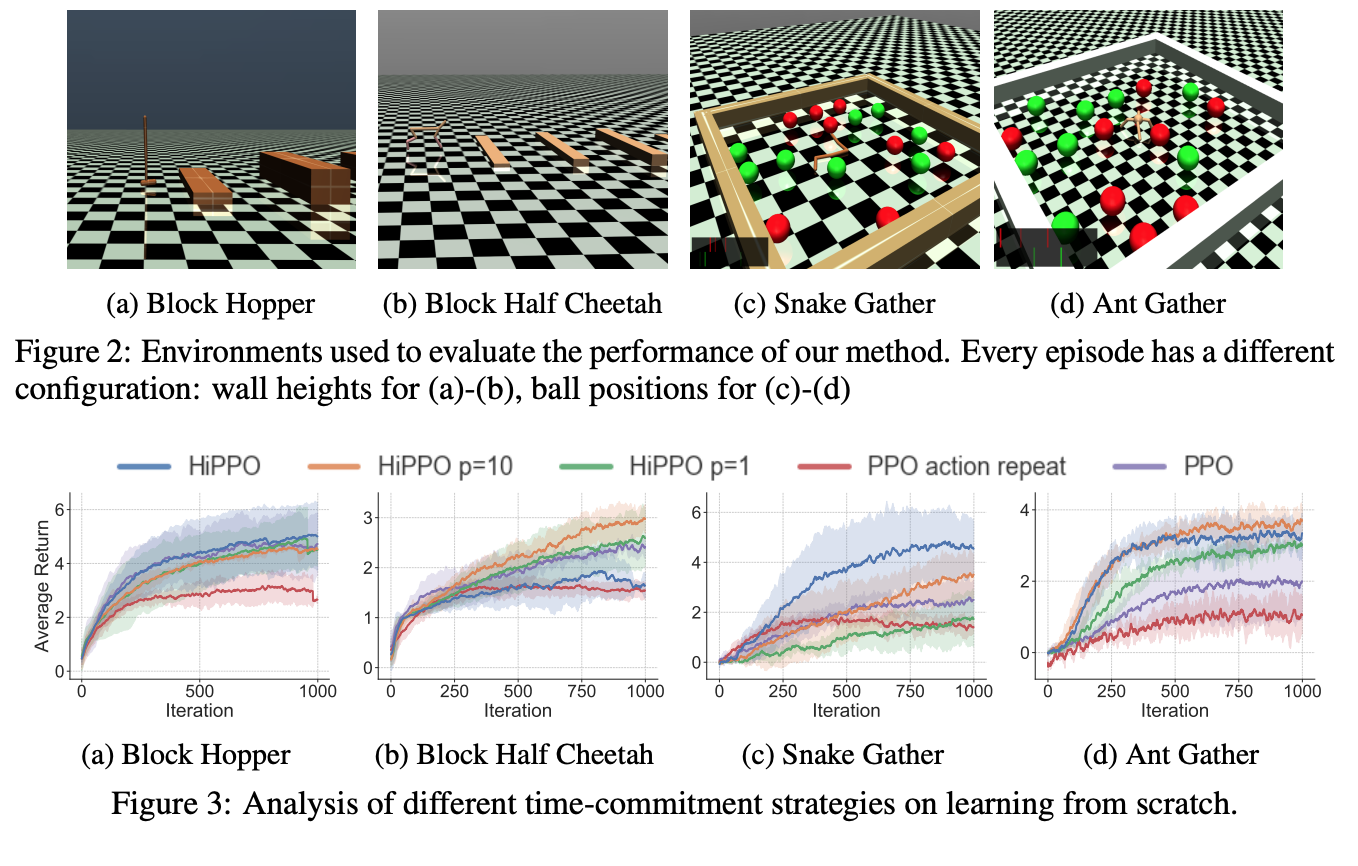 (a) Block Hopper
(b) Block Half Cheetah
(c) Snake Gather
(d) Ant Gather
Figure 2: Environments used to evaluate the performance of our method. Every episode has a different
configuration: wall heights for (a)-(b), ball positions for (c)-(d)
HiPPO
HiPPO p=10
HiPPO p=1
PPO action repeat
PPO
Average Return
6
4
2
0
0
500
1000
Iteration
3
2
1
0
0
250
500
750
1000
Iteration
6
4
2
0
0
250
500
750
1000
Iteration
4
2
0
0
250
500
750
1000
Iteration
(a) Block Hopper
(b) Block Half Cheetah
(c) Snake Gather
(d) Ant Gather
Figure 3: Analysis of different time-commitment strategies on learning from scratch.